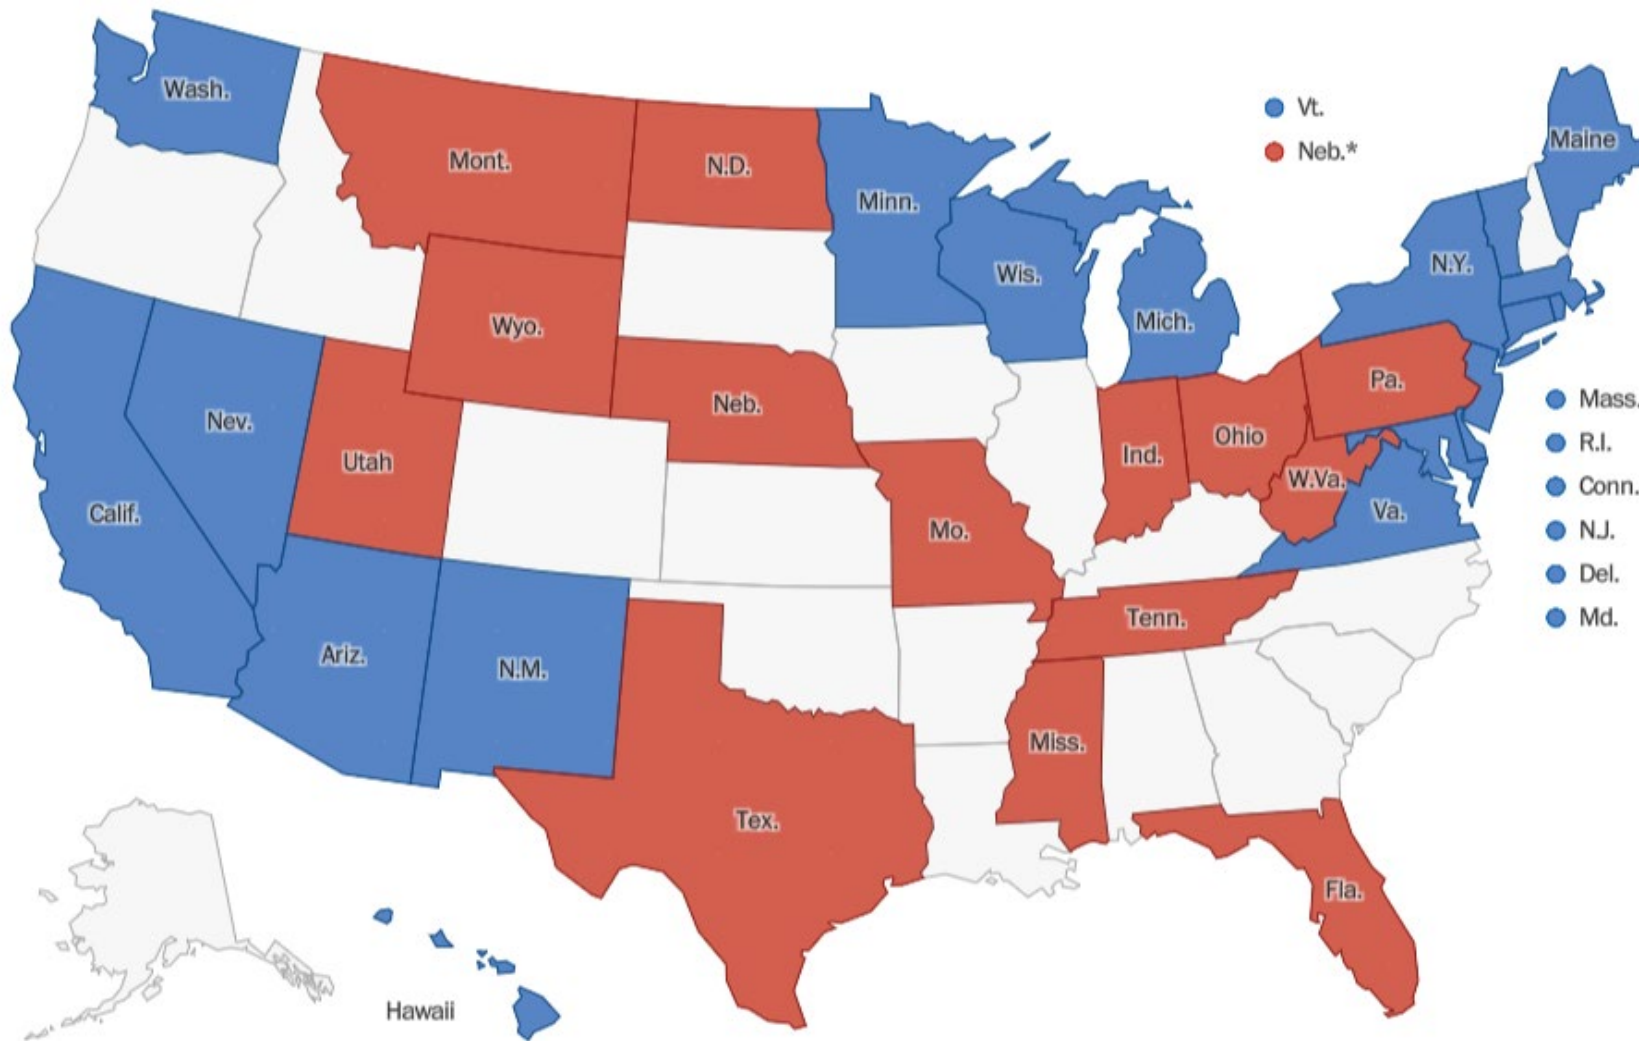 Wash.
Mont.
N.D.
Minn.
Vt.
Neb.*
Maine
Wis.
Mich.
N.Y.
Wyo.
Nev.
Utah
Neb.
Ind.
Ohio
Pa.
W.Va.
Va.
Mass.
R.I.
Conn.
N.J.
Del.
Md.
Calif.
Mo.
Tenn.
Ariz.
N.M.
Miss.
Tex.
Fla.
Hawaii